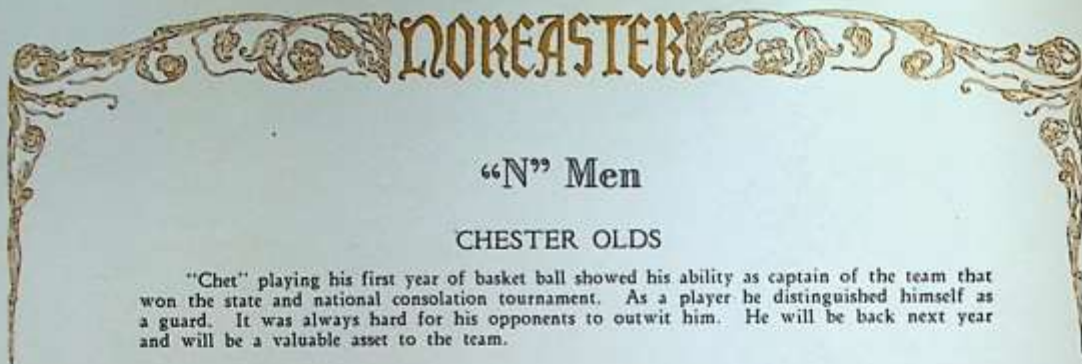 NOREASTER
“N” Men
CHESTER OLDS
"Chet" playing his first year of basket ball showed his ability as captain of the team that
won the state and national consolation tournament. As a player he distinguished himself as
a guard. It was always hard for his opponents to outwit him. He will be back next year
and will be a valuable asset to the team.